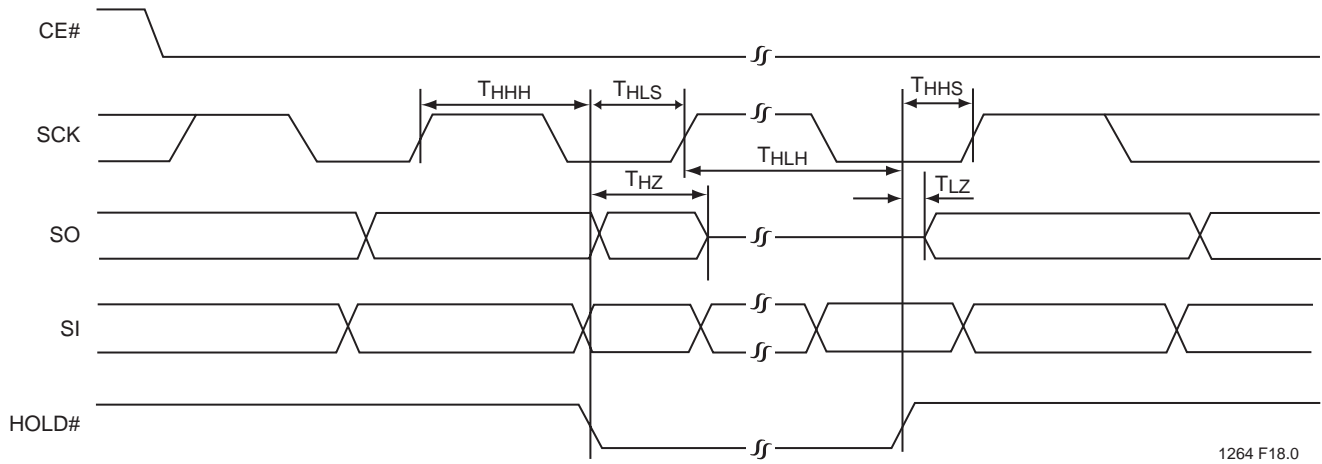 CE#
THHH
THLS
THHS
SCK
THLH
THZ
TLZ
SO
SI
HOLD#
1264 F18.0